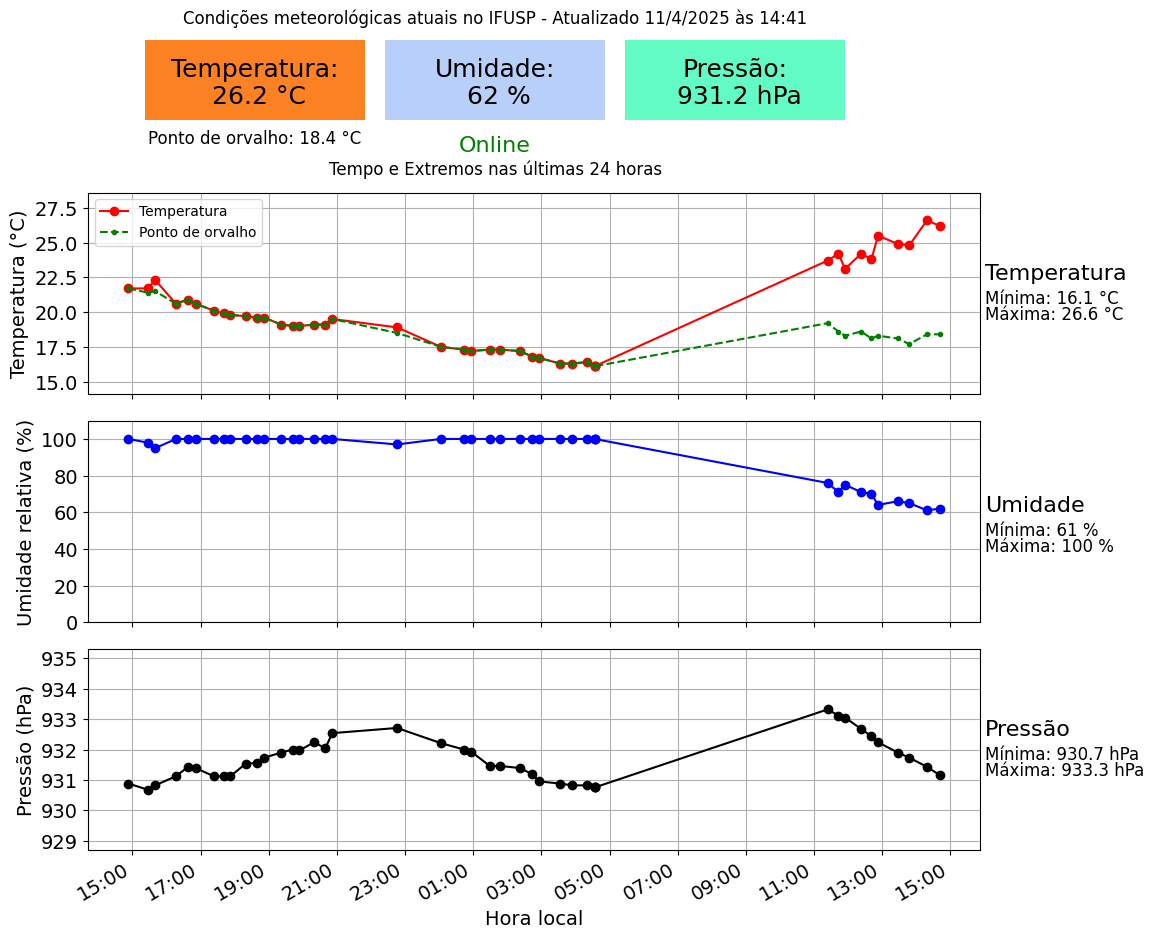 Condições meteorológicas atuais no IFUSP - Atualizado 11/4/2025 às 14:41
Temperatura:
26.2 °C
Umidade:
62 %
Pressão:
931.2 hPa
Ponto de orvalho: 18.4 °C
Online
Tempo e Extremos nas últimas 24 horas
Temperatura (°C)
27.5
25.0
22.5
20.0
17.5
15.0
Temperatura
Ponto de orvalho
Temperatura
Mínima: 16.1 °C
Máxima: 26.6 °C
Umidade relativa (%)
100
80
60
40
20
0
Umidade
Mínima: 61 %
Máxima: 100 %
Pressão (hPa)
935
934
933
932
931
930
929
Pressão
Mínima: 930.7 hPa
Máxima: 933.3 hPa
15:00 17:00 19:00 21:00 23:00 01:00 03:00 05:00 07:00 09:00 11:00 13:00 15:00
Hora local